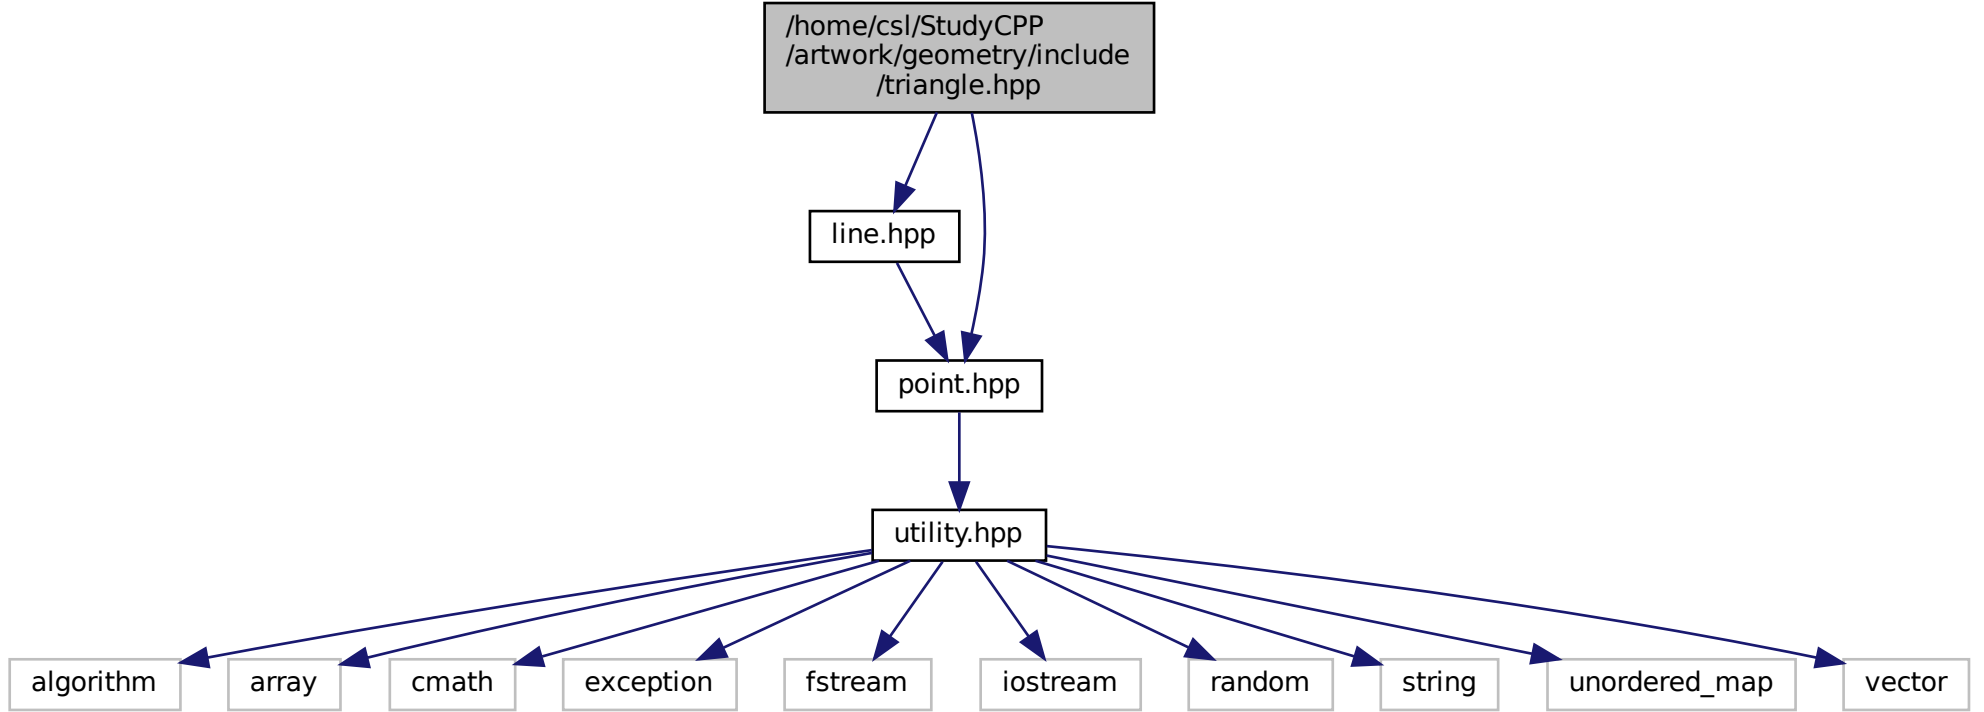 /home/csl/StudyCPP
/artwork/geometry/include
/triangle.hpp
line.hpp
point.hpp
utility.hpp
algorithm
array
cmath
exception
fstream
iostream
random
string
unordered_map
vector